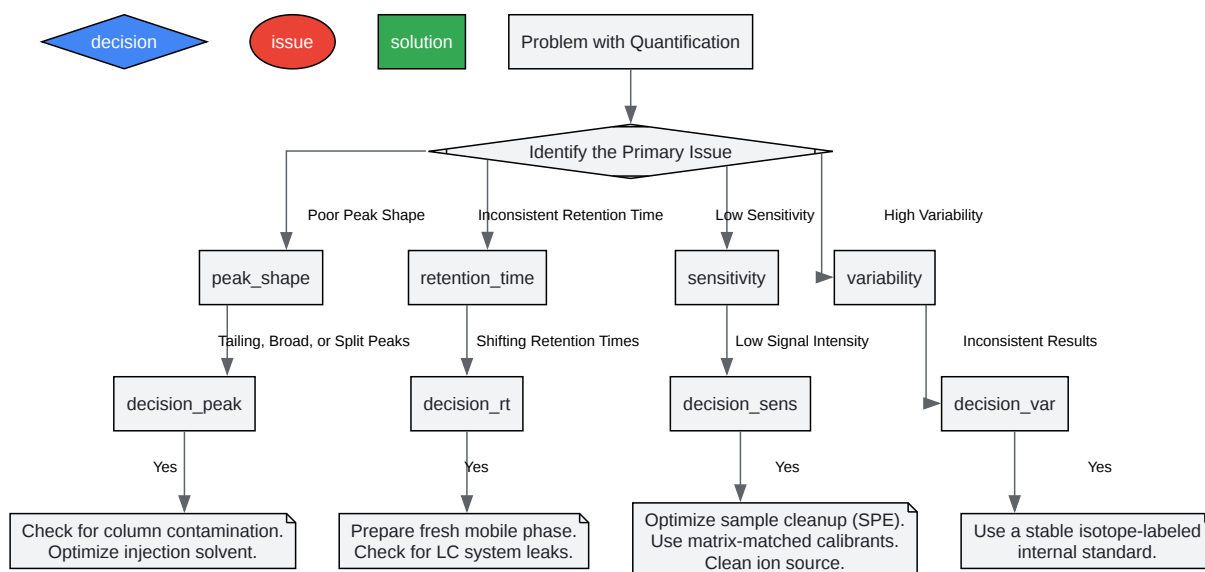 decision
issue
solution
Problem with Quantification
Identify the Primary Issue
Poor Peak Shape
Inconsistent Retention Time
Low Sensitivity
High Variability
peak_shape
retention_time
sensitivity
variability
Tailing, Broad, or Split Peaks
Shifting Retention Times
Low Signal Intensity
Inconsistent Results
decision_peak
decision_rt
decision_sens
decision_var
Yes
Yes
Yes
Yes
Check for column contamination.
Optimize injection solvent.
Prepare fresh mobile phase.
Check for LC system leaks.
Optimize sample cleanup (SPE).
Use matrix-matched calibrants.
Clean ion source.
Use a stable isotope-labeled
internal standard.